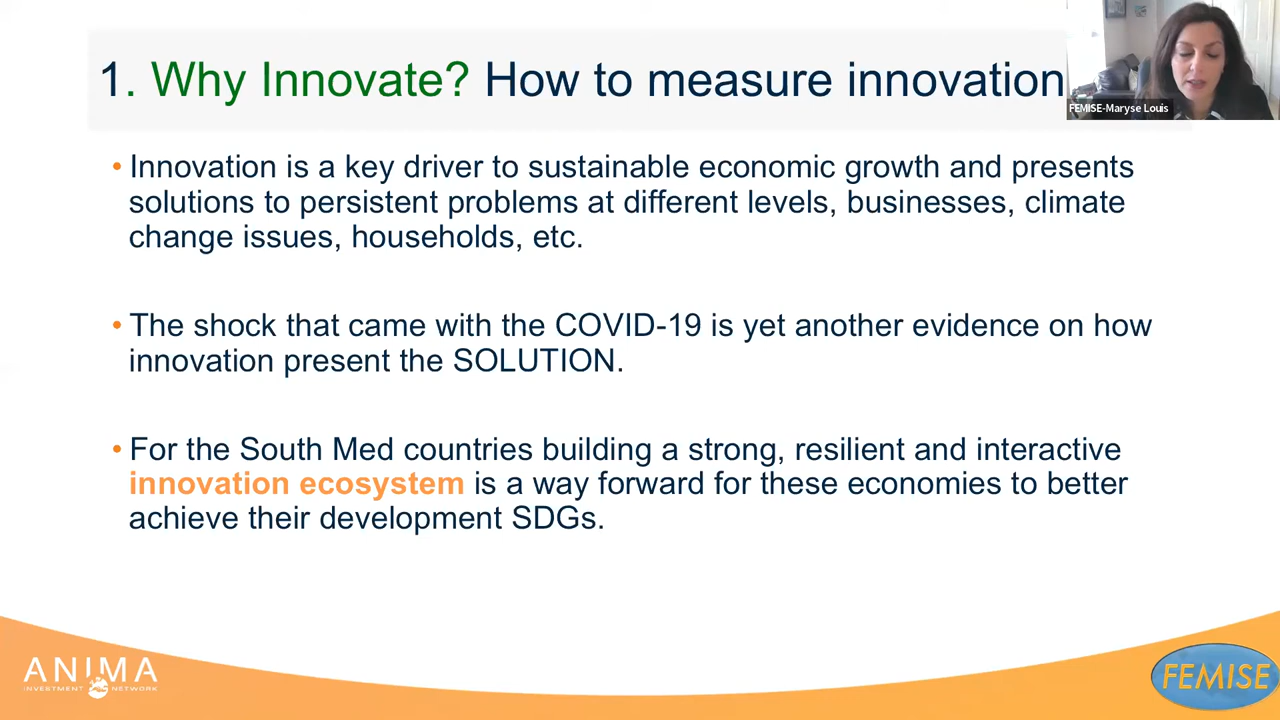 1. Why Innovate? How to measure innovation
FEMISE-Maryse Louis
• Innovation is a key driver to sustainable economic growth and presents
solutions to persistent problems at different levels, businesses, climate
change issues, households, etc.
• The shock that came with the COVID-19 is yet another evidence on how
innovation present the SOLUTION.
• For the South Med countries building a strong, resilient and interactive
innovation ecosystem is a way forward for these economies to better
achieve their development SDGs.
ANIMA
INVESTMENT NETWORK
FEMISE